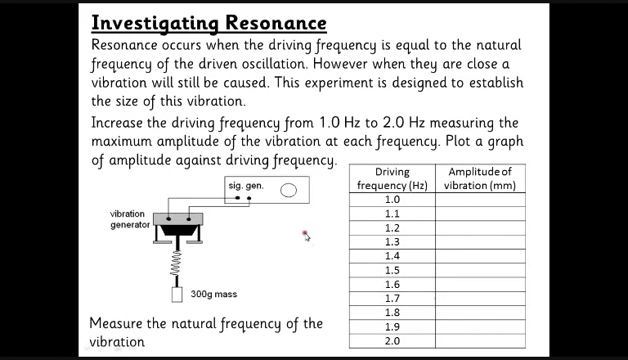 Investigating Resonance
Resonance occurs when the driving frequency is equal to the natural
frequency of the driven oscillation. However when they are close a
vibration will still be caused. This experiment is designed to establish
the size of this vibration.
Increase the driving frequency from 1.0 Hz to 2.0 Hz measuring the
maximum amplitude of the vibration at each frequency. Plot a graph
of amplitude against driving frequency.
sig. gen.
vibration
generator
300g mass
Measure the natural frequency of the
vibration
Driving Amplitude of
frequency (Hz) vibration (mm)
1.0
1.1
1.2
1.3
1.4
1.5
1.6
1.7
1.8
1.9
2.0